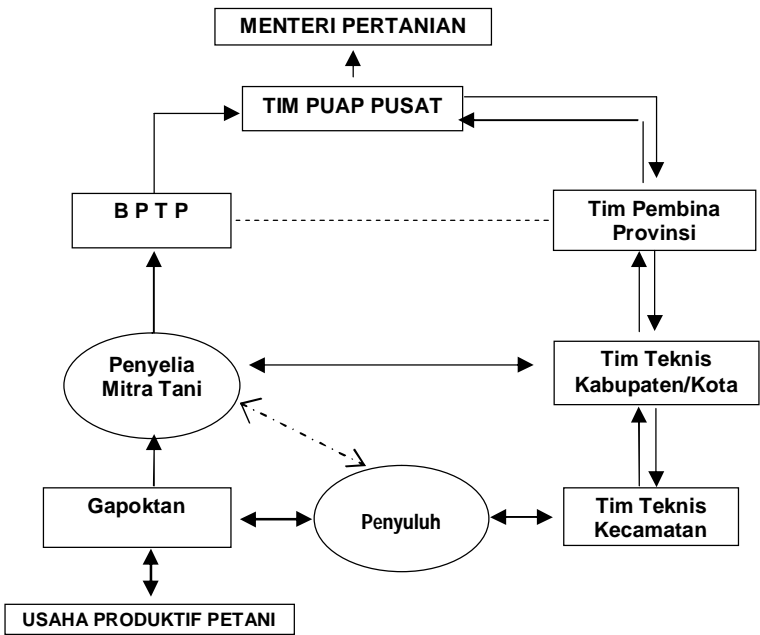 MENTERI PERTANIAN
TIM PUAP PUSAT
B P T P
Tim Pembina
Provinsi
Penyelia
Mitra Tani
Tim Teknis
Kabupaten/Kota
Gapoktan
Penyuluh
Tim Teknis
Kecamatan
USAHA PRODUKTIF PETANI